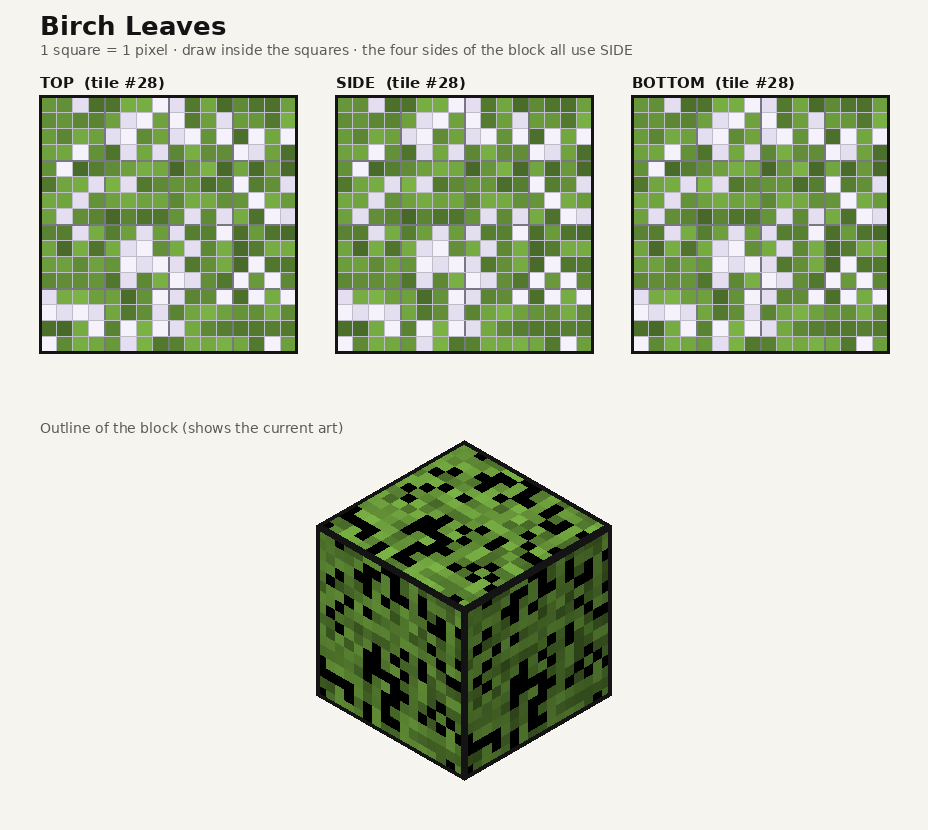 Birch Leaves
1 square = 1 pixel · draw inside the squares · the four sides of the block all use SIDE
TOP (tile #28)
SIDE (tile #28)
BOTTOM (tile #28)
Outline of the block (shows the current art)